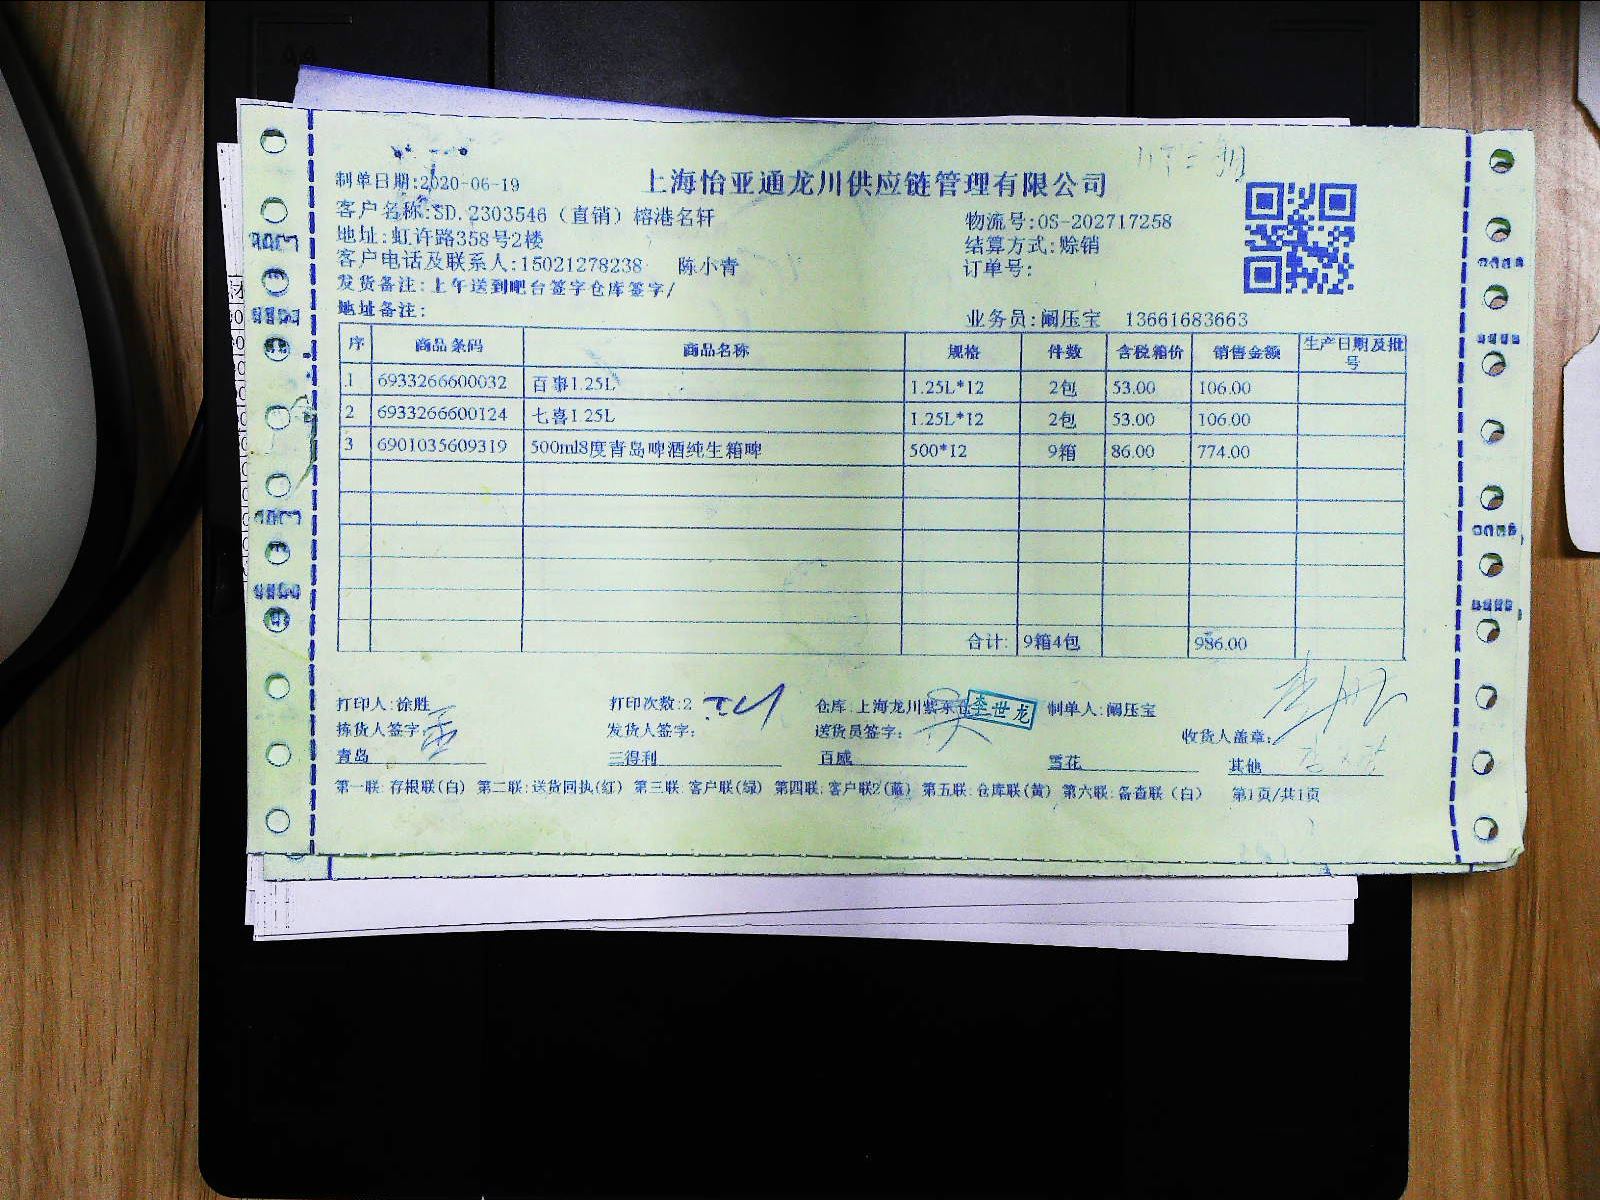 上海怡亚通龙川供应链管理有限公司
制单日期:2020-06-19
客户名称:SD.2303546（直销）榕港名轩 物流号:OS-202717258
地址:虹许路358号2楼 结算方式:赊销
客户电话及联系人:15021278238 陈小青 订单号:
发货备注:上午送到吧台签字仓库签字/
地址备注: 业务员:阚压宝 13661683663
序 商品条码 商品名称 规格 件数 含税箱价 销售金额 生产日期及批号
1 6933266600032 百事1.25L 1.25L*12 2包 53.00 106.00
2 6933266600124 七喜1.25L 1.25L*12 2包 53.00 106.00
3 6901035609319 500ml8度青岛啤酒纯生箱啤 500*12 9箱 86.00 774.00
合计: 9箱4包 986.00
打印人:徐胜 打印次数:2 仓库:上海龙川紫东仓 李世龙 制单人:阚压宝
拣货人签字: 发货人签字: 送货员签字: 收货人盖章:
青岛 三得利 百威 雪花 其他
第一联:存根联(白) 第二联:送货回执(红) 第三联:客户联(绿) 第四联:客户联2(蓝) 第五联:仓库联(黄) 第六联:备查联（白） 第1页/共1页